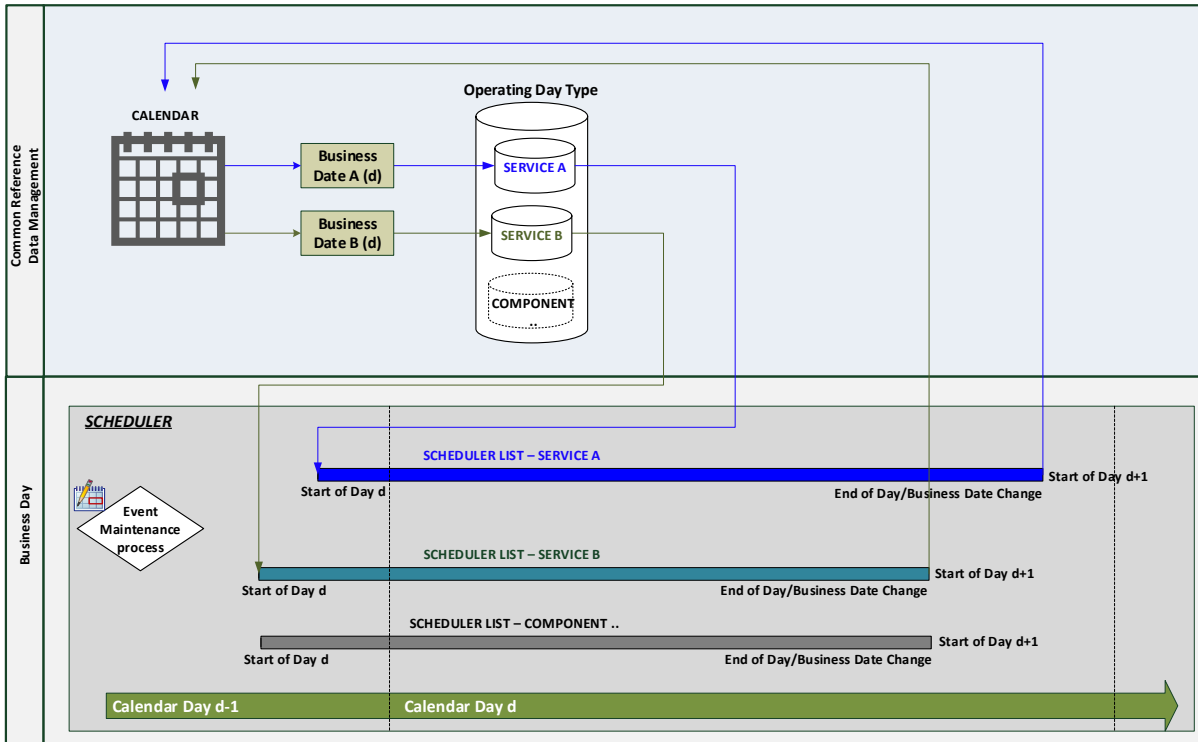 Common Reference
Data Management
CALENDAR
Operating Day Type
Business
Date A (d)
SERVICE A
Business
Date B (d)
SERVICE B
COMPONENT
..
Business Day
SCHEDULER
SCHEDULER LIST – SERVICE A
Start of Day d
End of Day/Business Date Change
Start of Day d+1
Event
Maintenance
process
SCHEDULER LIST – SERVICE B
Start of Day d
End of Day/Business Date Change
Start of Day d+1
SCHEDULER LIST – COMPONENT ..
Start of Day d
End of Day/Business Date Change
Start of Day d+1
Calendar Day d-1
Calendar Day d